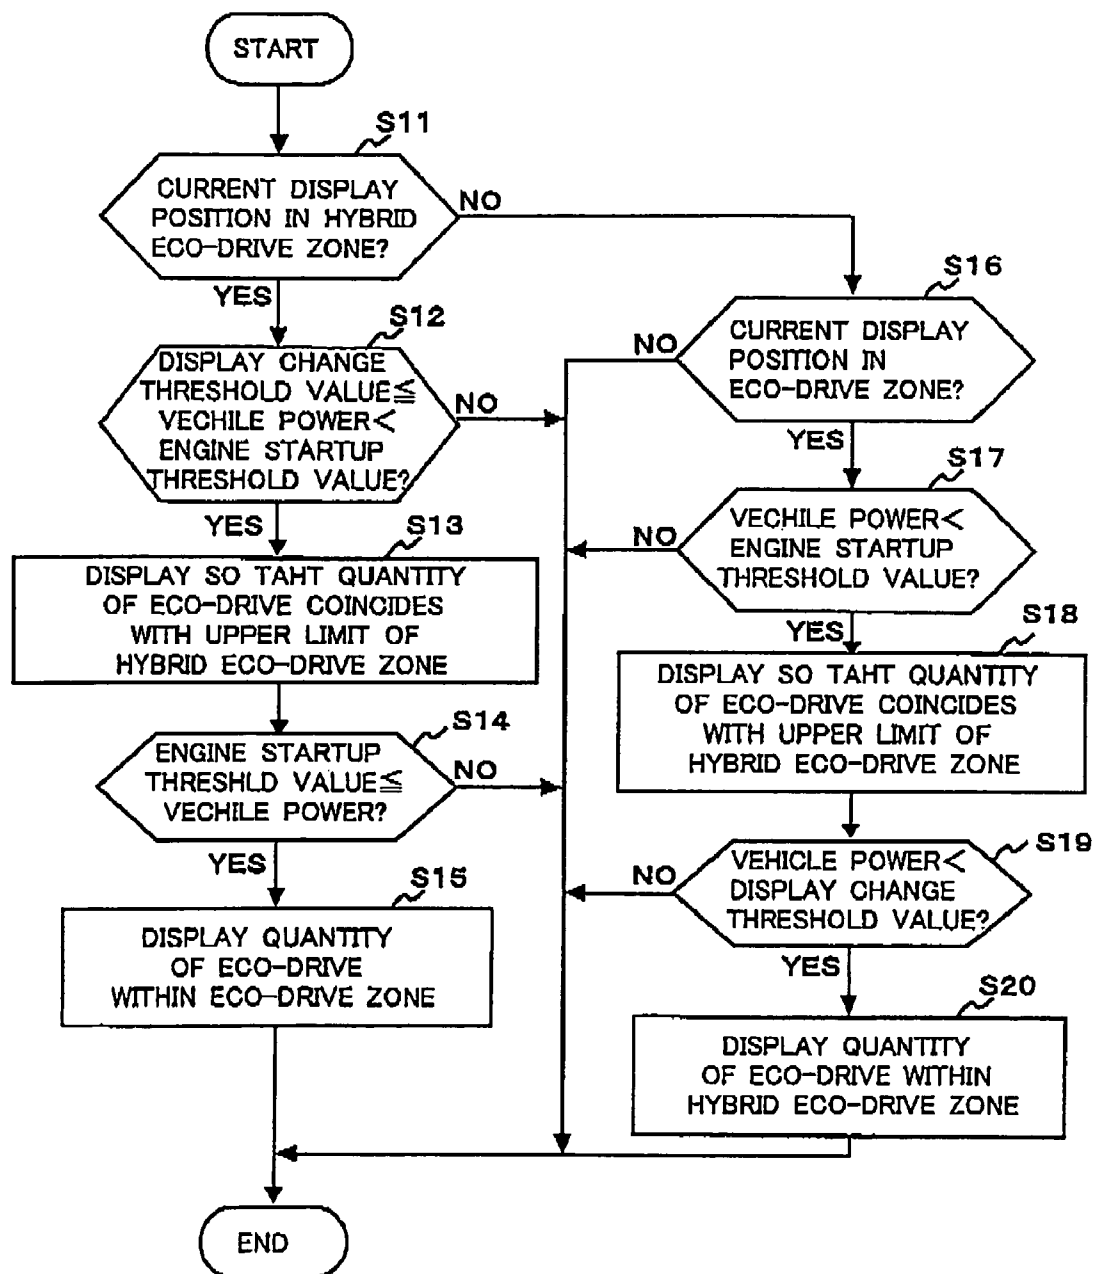 START
S11
CURRENT DISPLAY
POSITION IN HYBRID
ECO-DRIVE ZONE?
NO
YES
S12
DISPLAY CHANGE
THRESHOLD VALUE≦
VECHILE POWER<
ENGINE STARTUP
THRESHOLD VALUE?
NO
YES
S13
DISPLAY SO TAHT QUANTITY
OF ECO-DRIVE COINCIDES
WITH UPPER LIMIT OF
HYBRID ECO-DRIVE ZONE
S14
ENGINE STARTUP
THRESHLD VALUE≦
VECHILE POWER?
NO
YES
S15
DISPLAY QUANTITY
OF ECO-DRIVE
WITHIN ECO-DRIVE ZONE
S16
CURRENT DISPLAY
POSITION IN
ECO-DRIVE ZONE?
NO
YES
S17
VECHILE POWER<
ENGINE STARTUP
THRESHOLD VALUE?
NO
YES
S18
DISPLAY SO TAHT QUANTITY
OF ECO-DRIVE COINCIDES
WITH UPPER LIMIT OF
HYBRID ECO-DRIVE ZONE
S19
VEHICLE POWER<
DISPLAY CHANGE
THRESHOLD VALUE?
NO
YES
S20
DISPLAY QUANTITY
OF ECO-DRIVE WITHIN
HYBRID ECO-DRIVE ZONE
END